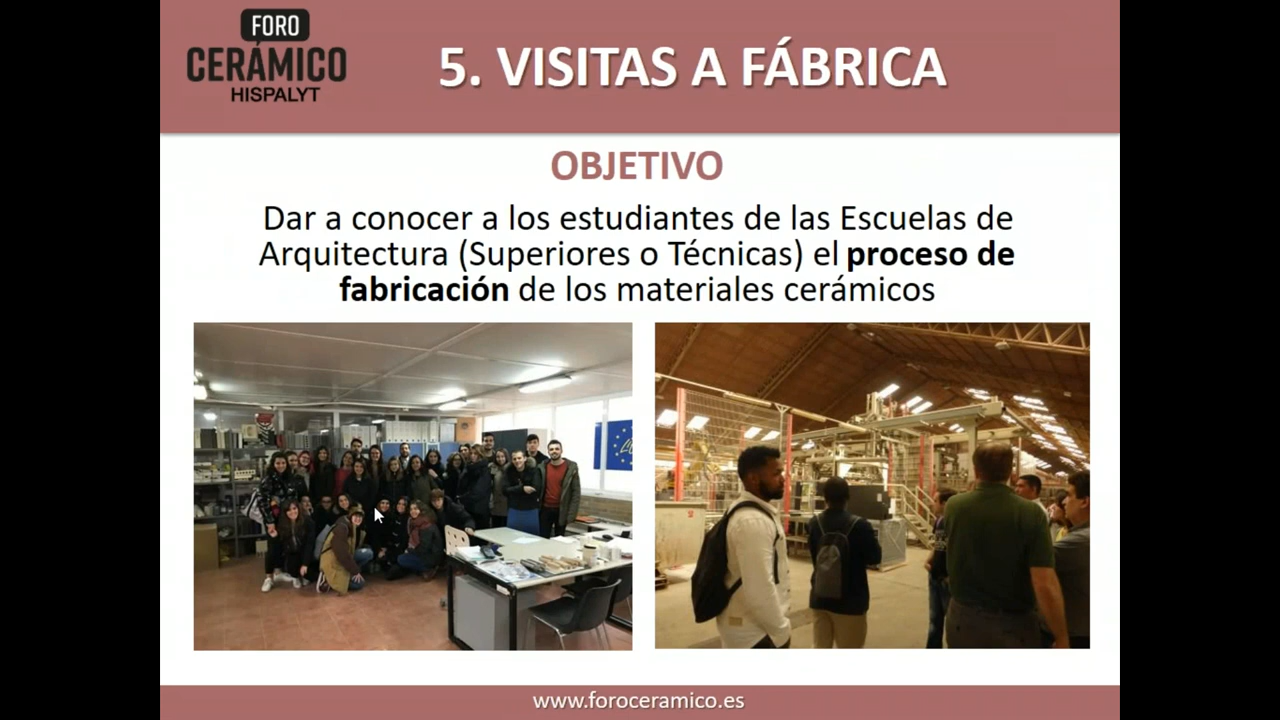 FORO
CERÁMICO
HISPALYT
5. VISITAS A FÁBRICA
OBJETIVO
Dar a conocer a los estudiantes de las Escuelas de
Arquitectura (Superiores o Técnicas) el proceso de
fabricación de los materiales cerámicos
www.foroceramico.es